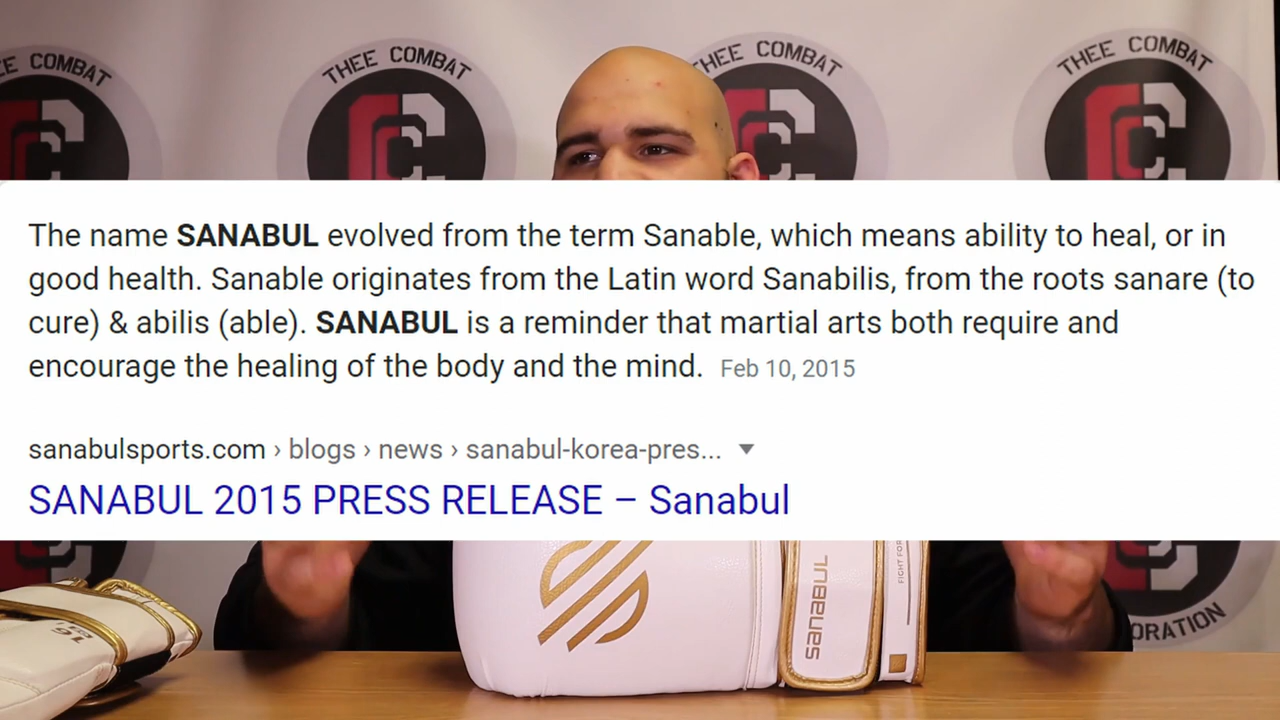 THEE COMBAT
THEE COMBAT
THEE COMBAT
THEE COMBAT
The name SANABUL evolved from the term Sanable, which means ability to heal, or in
good health. Sanable originates from the Latin word Sanabilis, from the roots sanare (to
cure) & abilis (able). SANABUL is a reminder that martial arts both require and
encourage the healing of the body and the mind. Feb 10, 2015
sanabulsports.com › blogs › news › sanabul-korea-pres...
SANABUL 2015 PRESS RELEASE – Sanabul
SANABUL
FIGHT FOR
16
ORATION